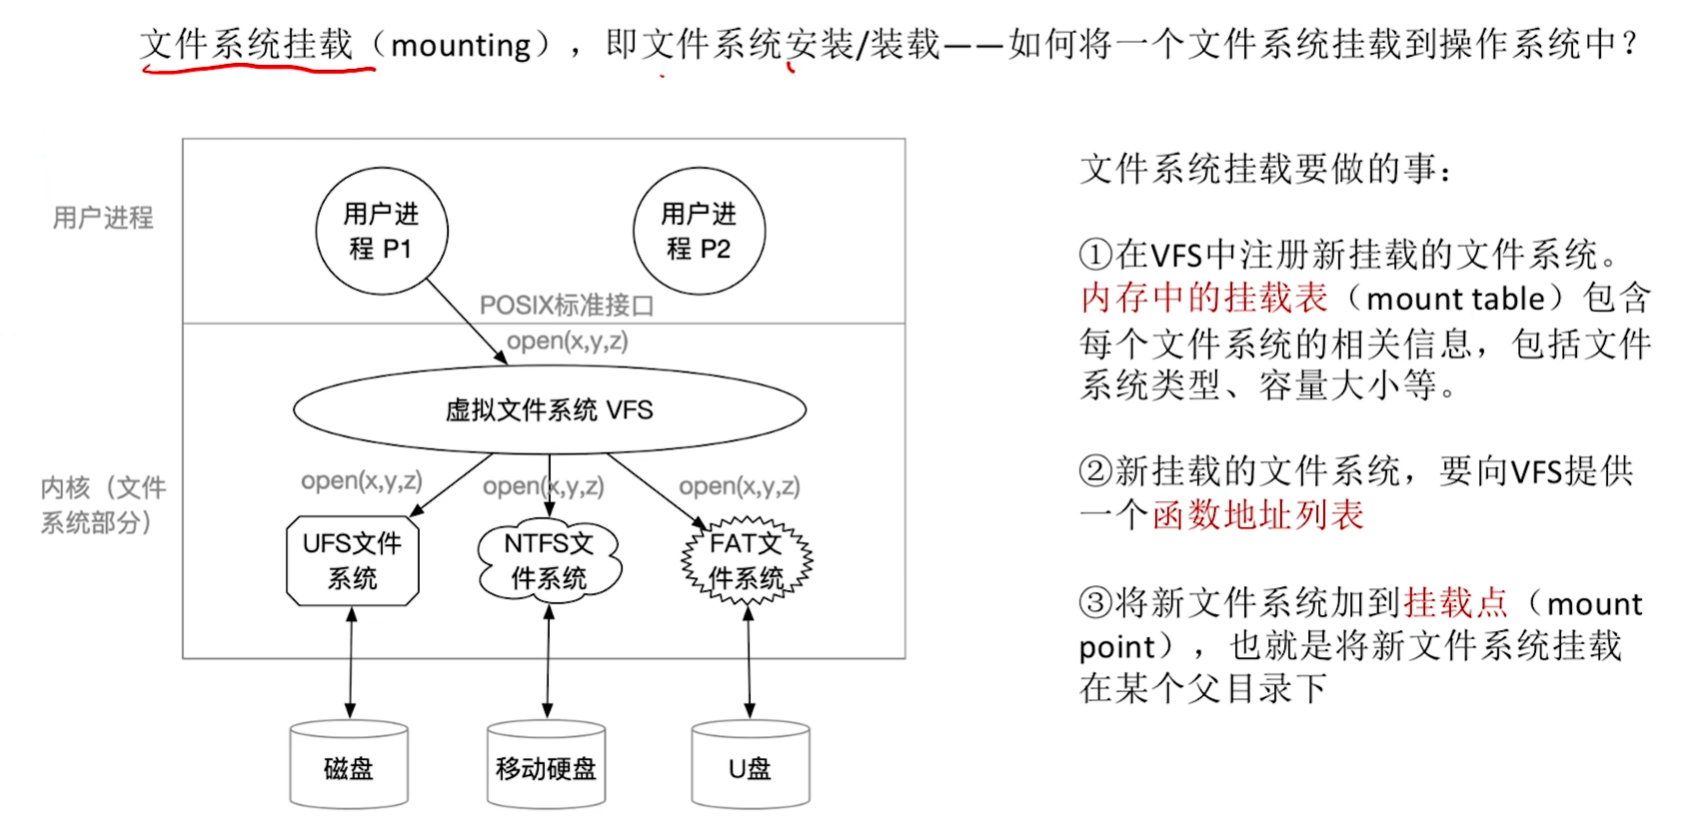 文件系统挂载（mounting），即文件系统安装/装载——如何将一个文件系统挂载到操作系统中？
用户进程
用户进
程 P1
用户进
程 P2
POSIX标准接口
open(x,y,z)
虚拟文件系统 VFS
内核（文件
系统部分）
open(x,y,z)
open(x,y,z)
open(x,y,z)
UFS文件
系统
NTFS文
件系统
FAT文
件系统
磁盘
移动硬盘
U盘
文件系统挂载要做的事：
①在VFS中注册新挂载的文件系统。
内存中的挂载表（mount table）包含
每个文件系统的相关信息，包括文件
系统类型、容量大小等。
②新挂载的文件系统，要向VFS提供
一个函数地址列表
③将新文件系统加到挂载点（mount
point），也就是将新文件系统挂载
在某个父目录下